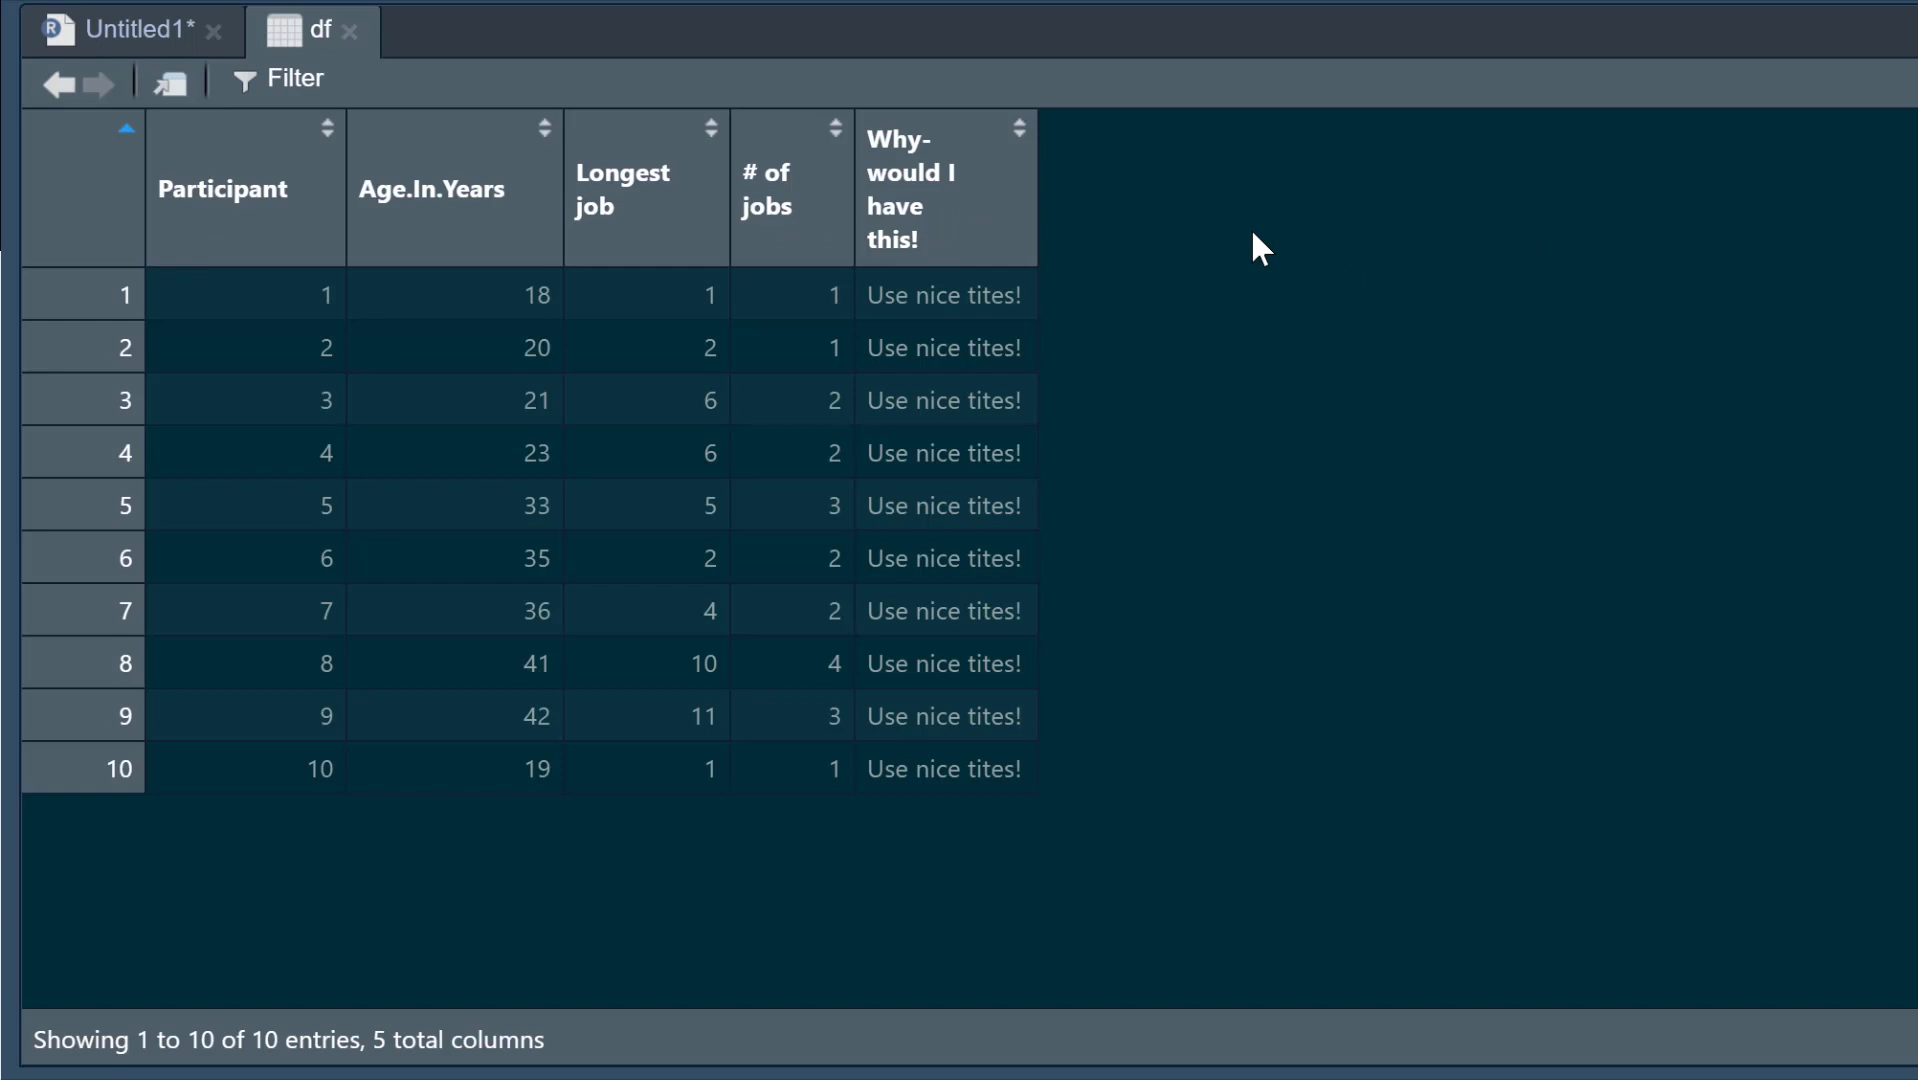 Untitled1* df
Filter
Participant Age.In.Years Longest job # of jobs Why-would I have this!
1 1 18 1 1 Use nice tites!
2 2 20 2 1 Use nice tites!
3 3 21 6 2 Use nice tites!
4 4 23 6 2 Use nice tites!
5 5 33 5 3 Use nice tites!
6 6 35 2 2 Use nice tites!
7 7 36 4 2 Use nice tites!
8 8 41 10 4 Use nice tites!
9 9 42 11 3 Use nice tites!
10 10 19 1 1 Use nice tites!
Showing 1 to 10 of 10 entries, 5 total columns